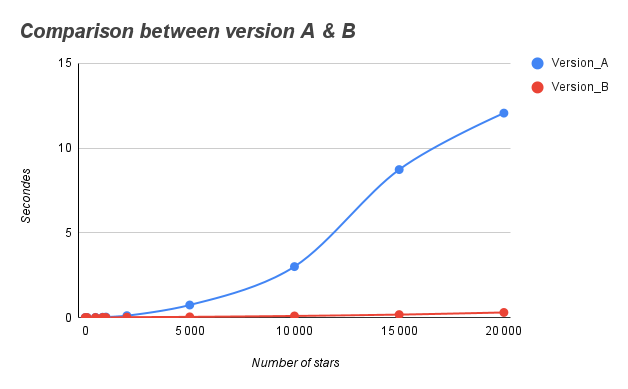 Comparison between version A & B
15
10
5
0
Secondes
0
5 000
10 000
15 000
20 000
Number of stars
Version_A
Version_B